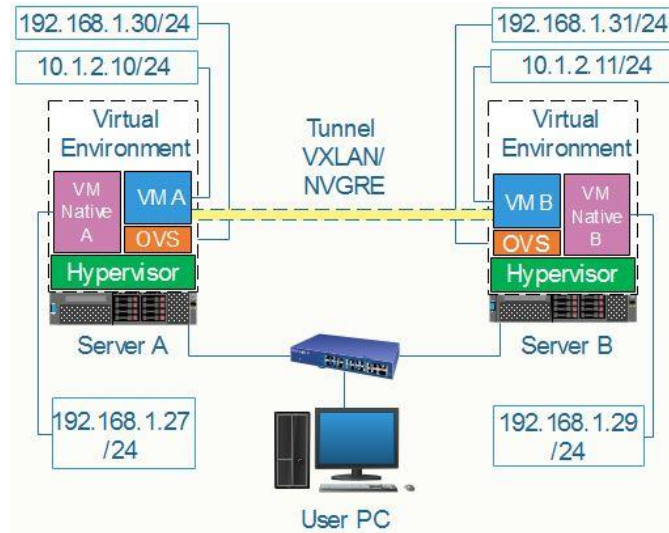 192.168.1.30/24
192.168.1.31/24
10.1.2.10/24
10.1.2.11/24
Virtual
Environment
Tunnel
VXLAN/
NVGRE
Virtual
Environment
VM
Native
A
VM A
OVS
Hypervisor
VM B
OVS
VM
Native
B
Hypervisor
Server A
Server B
192.168.1.27
/24
192.168.1.29
/24
User PC